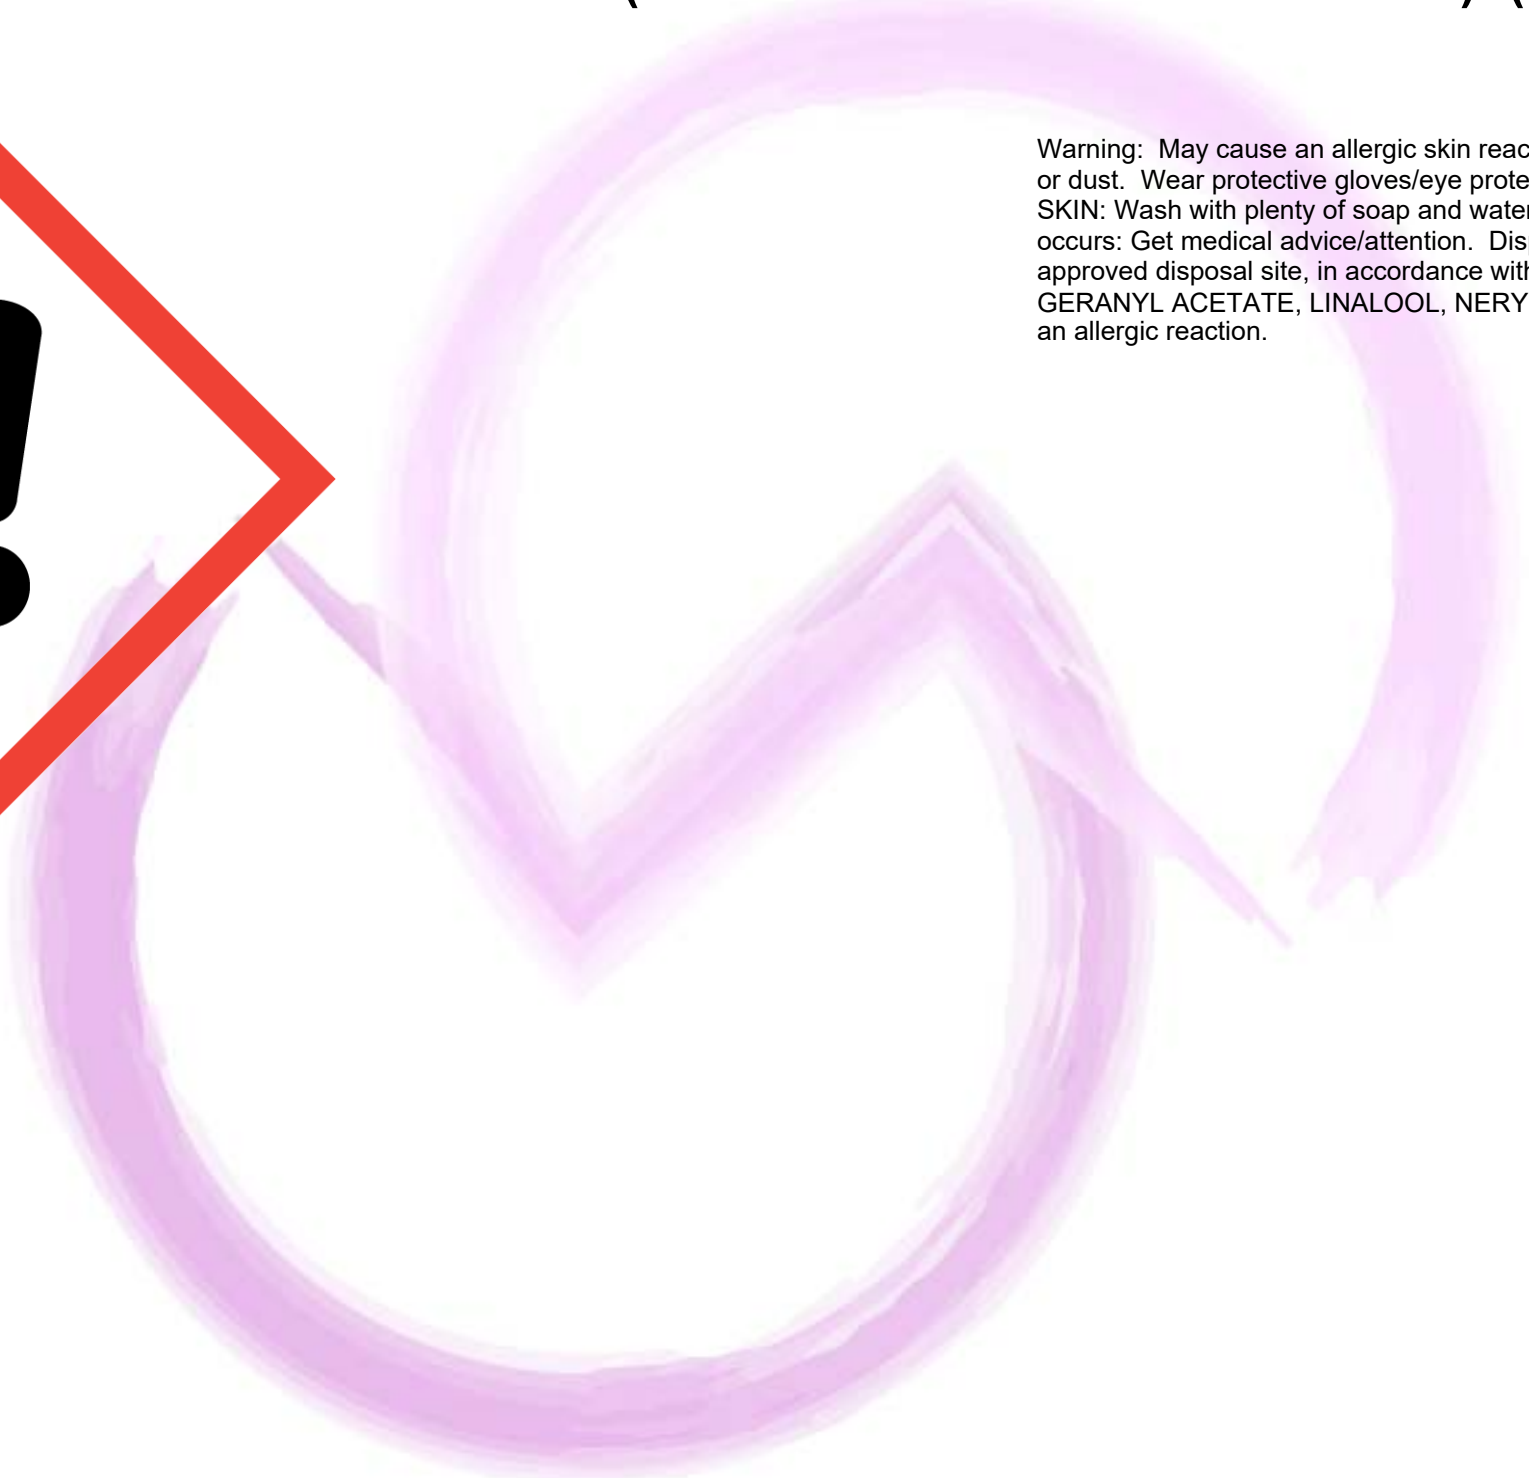 Warning: May cause an allergic skin reac
or dust. Wear protective gloves/eye prote
SKIN: Wash with plenty of soap and water
occurs: Get medical advice/attention. Dis
approved disposal site, in accordance with
GERANYL ACETATE, LINALOOL, NERY
an allergic reaction.